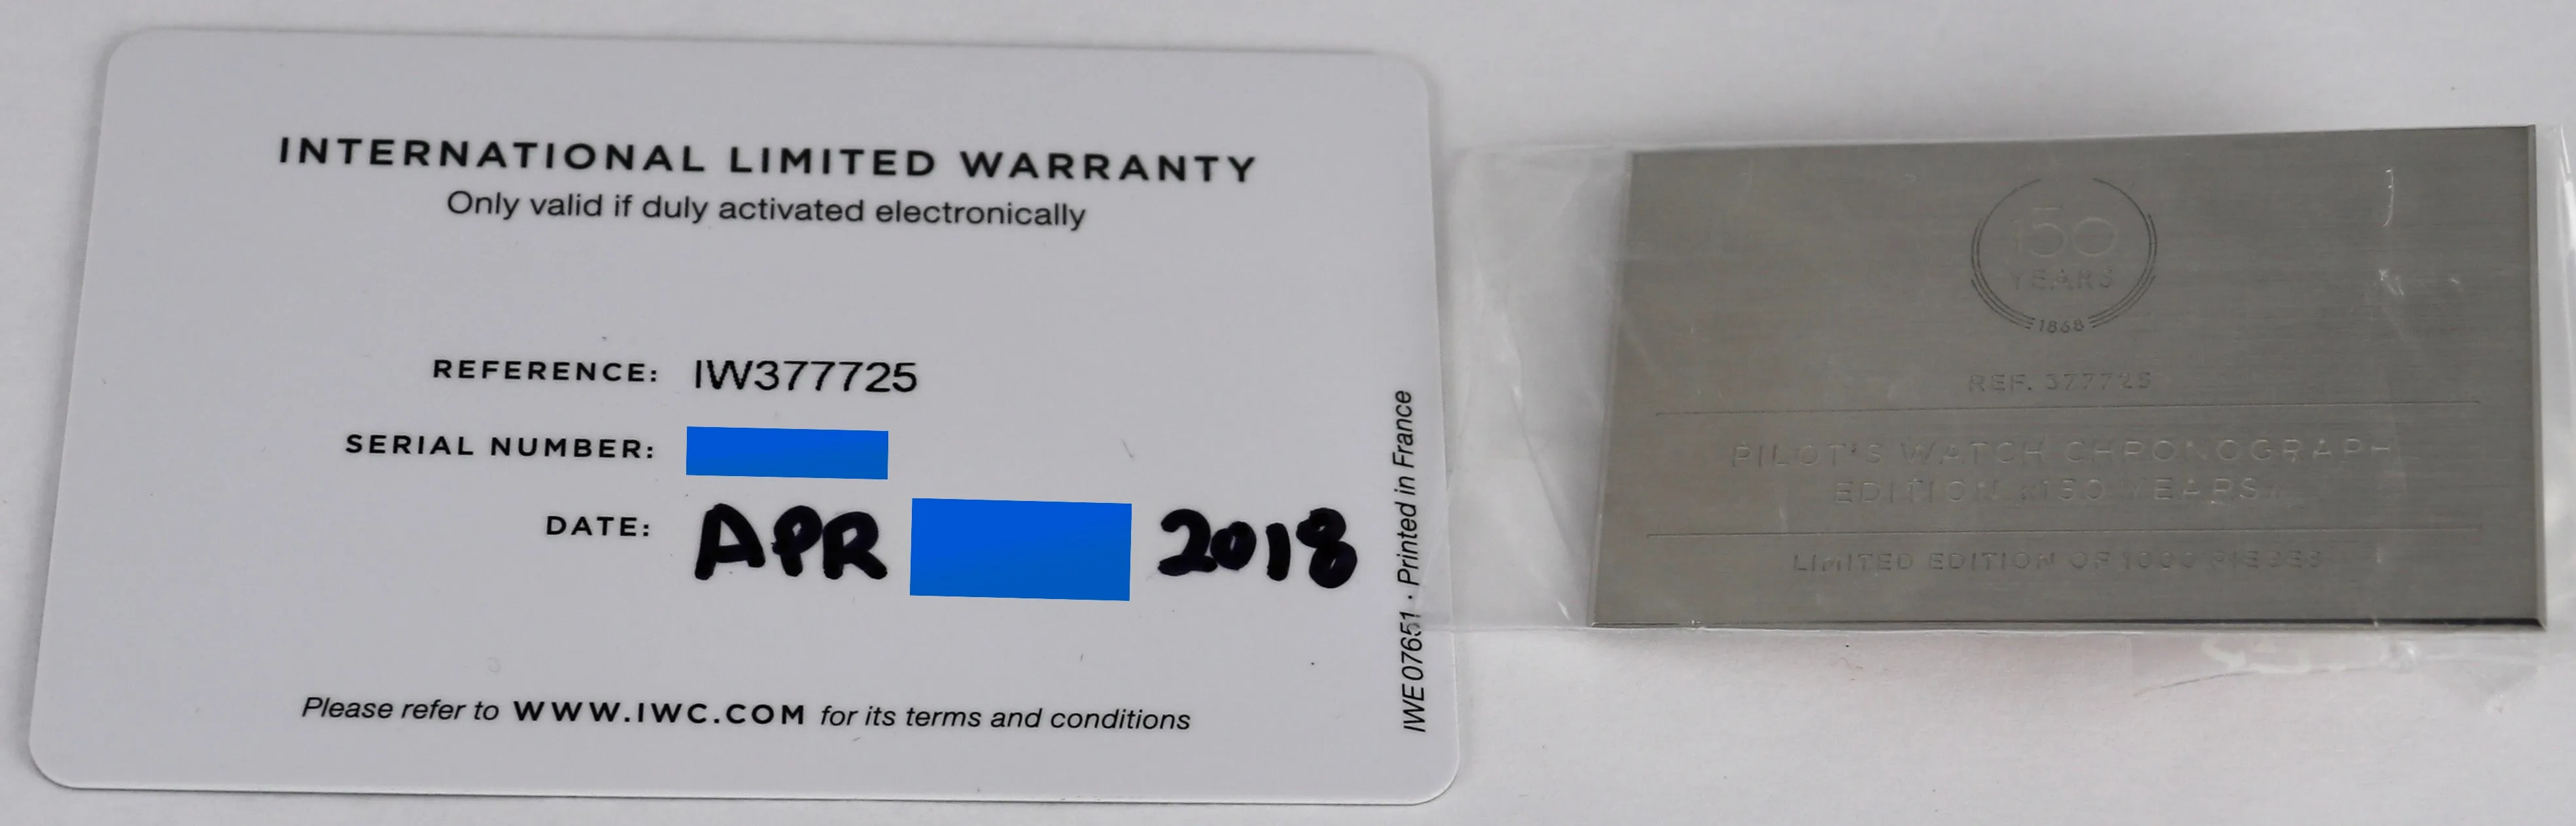 INTERNATIONAL LIMITED WARRANTY
Only valid if duly activated electronically
REFERENCE: IW377725
SERIAL NUMBER:
DATE: APR 2018
Please refer to WWW.IWC.COM for its terms and conditions
IWE07651 · Printed in France
150
YEARS
1868
REF. 377725
PILOT'S WATCH CHRONOGRAPH
EDITION «150 YEARS»
LIMITED EDITION OF 1000 PIECES